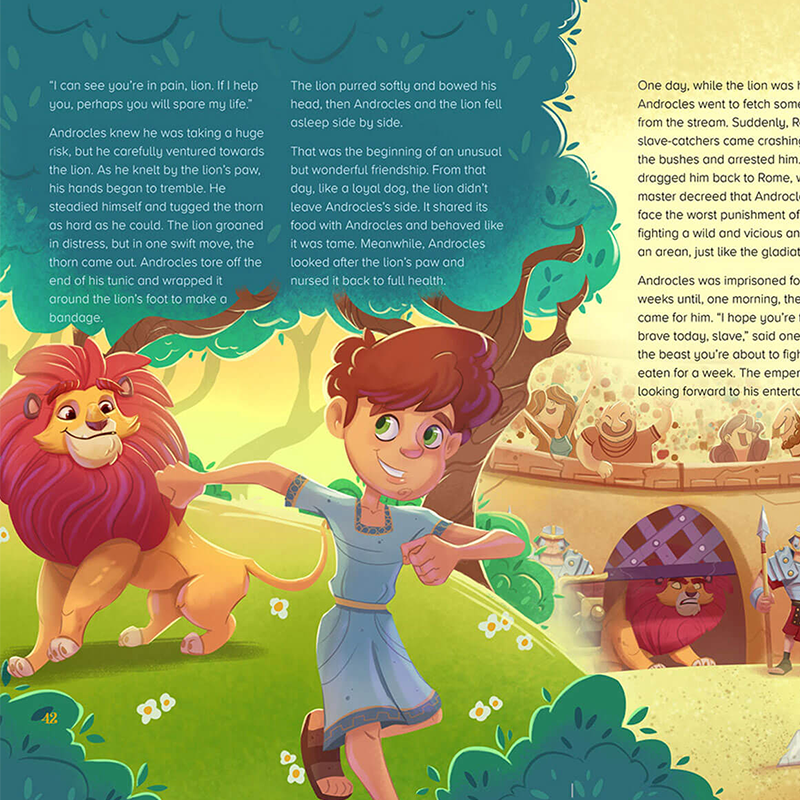 “I can see you’re in pain, lion. If I help
you, perhaps you will spare my life.”
Androcles knew he was taking a huge
risk, but he carefully ventured towards
the lion. As he knelt by the lion’s paw,
his hands began to tremble. He
steadied himself and tugged the thorn
as hard as he could. The lion groaned
in distress, but in one swift move, the
thorn came out. Androcles tore off the
end of his tunic and wrapped it
around the lion’s foot to make a
bandage.
The lion purred softly and bowed his
head, then Androcles and the lion fell
asleep side by side.
That was the beginning of an unusual
but wonderful friendship. From that
day, like a loyal dog, the lion didn’t
leave Androcles’s side. It shared its
food with Androcles and behaved like
it was tame. Meanwhile, Androcles
looked after the lion’s paw and
nursed it back to full health.
One day, while the lion was
Androcles went to fetch some
from the stream. Suddenly,
slave-catchers came crashing
the bushes and arrested him.
dragged him back to Rome,
master decreed that
face the worst punishment of
fighting a wild and vicious
an arean, just like the
Androcles was imprisoned
weeks until, one morning, the
came for him. “I hope you’re
brave today, slave,” said one
the beast you’re about to
eaten for a week. The
looking forward to his
42